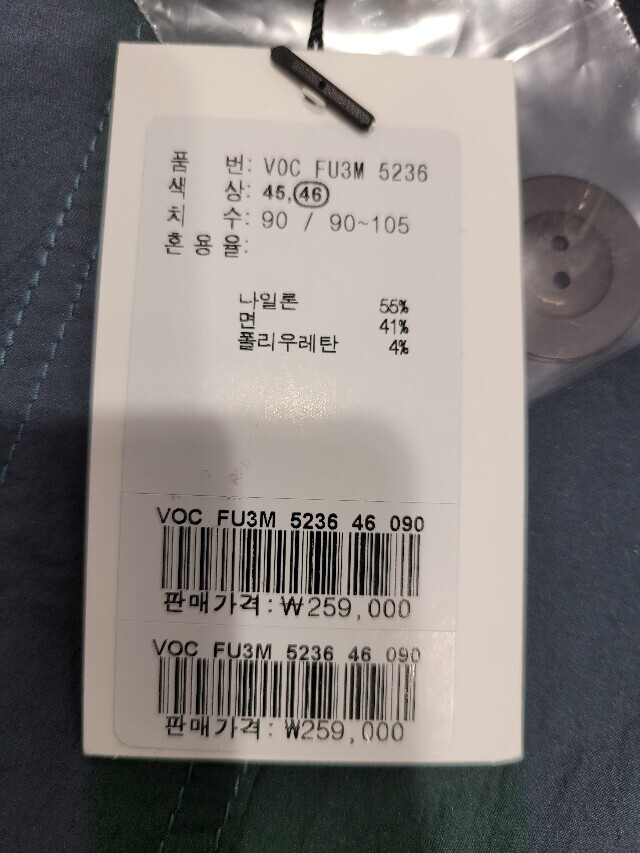 품 번: VOC FU3M 5236
색 상: 45, 46
치 수: 90 / 90~105
혼 용 율:
나일론 55%
면 41%
폴리우레탄 4%
VOC FU3M 5236 46 090
판매가격: ₩259,000
VOC FU3M 5236 46 090
판매가격: ₩259,000